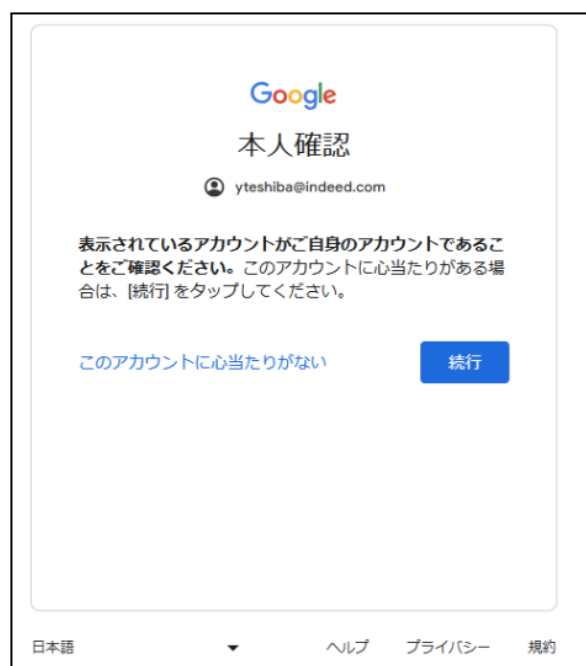 Google
本人確認
yteshiba@indeed.com
表示されているアカウントがご自身のアカウントであるこ
とをご確認ください。このアカウントに心当たりがある場
合は、[続行] をタップしてください。
このアカウントに心当たりがない
続行
日本語
ヘルプ
プライバシー
規約